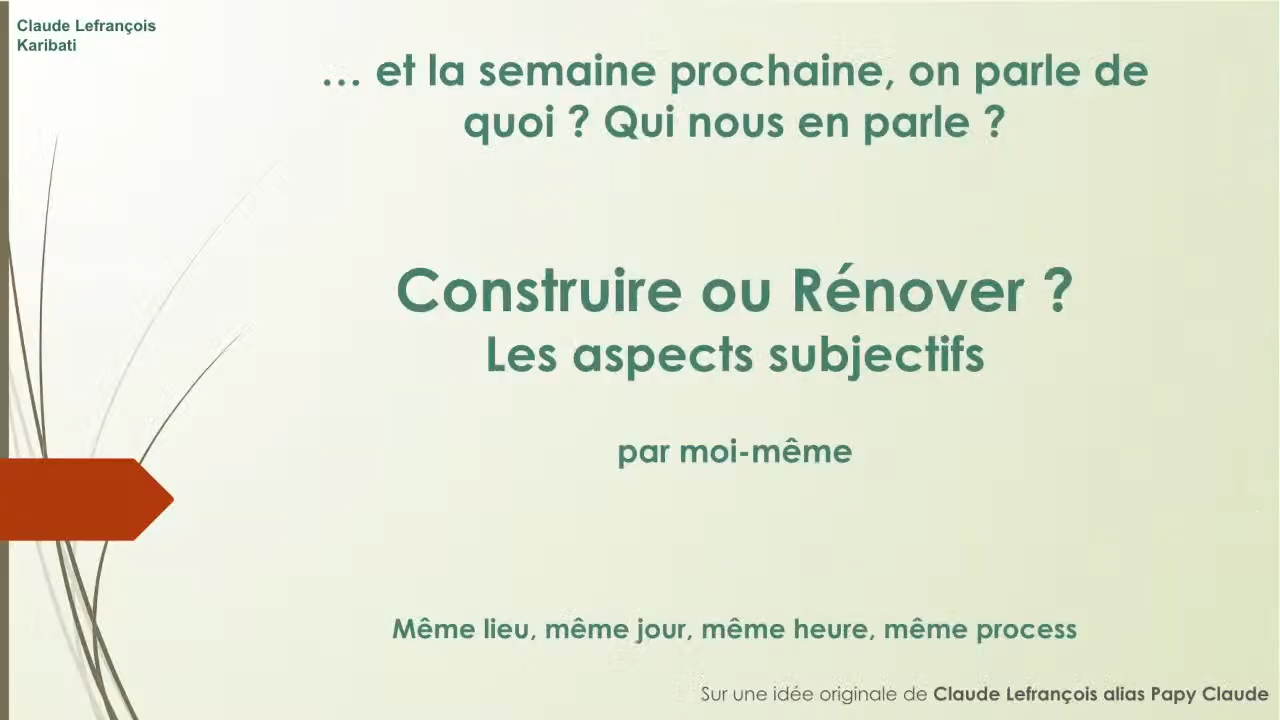 Claude Lefrançois
Karibati
... et la semaine prochaine, on parle de
quoi ? Qui nous en parle ?
Construire ou Rénover ?
Les aspects subjectifs
par moi-même
Même lieu, même jour, même heure, même process
Sur une idée originale de Claude Lefrançois alias Papy Claude